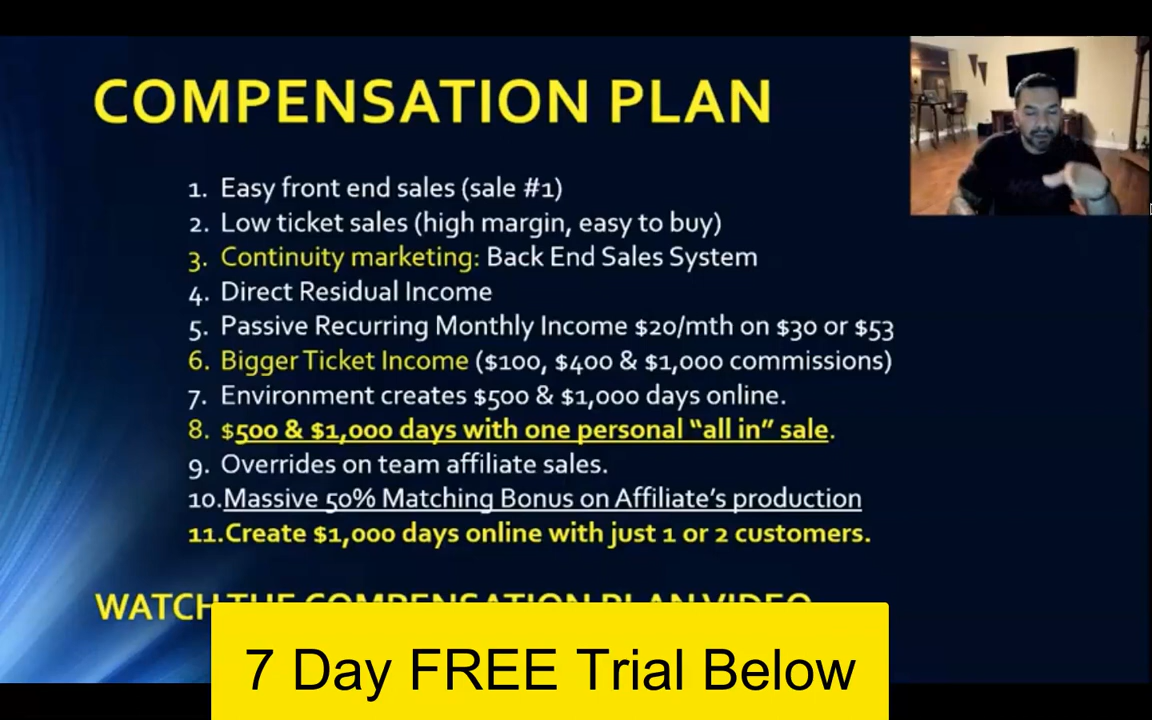 COMPENSATION PLAN
1. Easy front end sales (sale #1)
2. Low ticket sales (high margin, easy to buy)
3. Continuity marketing: Back End Sales System
4. Direct Residual Income
5. Passive Recurring Monthly Income $20/mth on $30 or $53
6. Bigger Ticket Income ($100, $400 & $1,000 commissions)
7. Environment creates $500 & $1,000 days online.
8. $500 & $1,000 days with one personal “all in” sale.
9. Overrides on team affiliate sales.
10.Massive 50% Matching Bonus on Affiliate’s production
11.Create $1,000 days online with just 1 or 2 customers.
WATCH THE COMPENSATION PLAN VIDEO
7 Day FREE Trial Below